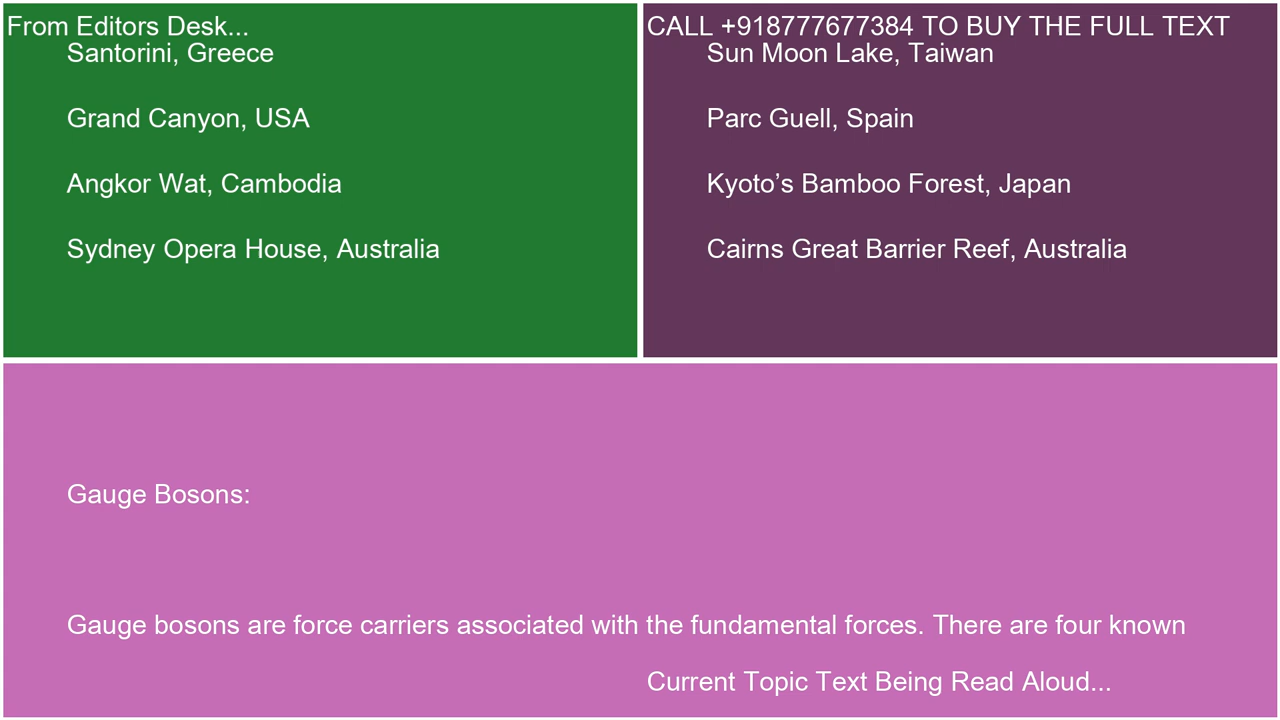 From Editors Desk...
Santorini, Greece
Grand Canyon, USA
Angkor Wat, Cambodia
Sydney Opera House, Australia
CALL +918777677384 TO BUY THE FULL TEXT
Sun Moon Lake, Taiwan
Parc Guell, Spain
Kyoto’s Bamboo Forest, Japan
Cairns Great Barrier Reef, Australia
Gauge Bosons:
Gauge bosons are force carriers associated with the fundamental forces. There are four known
Current Topic Text Being Read Aloud...